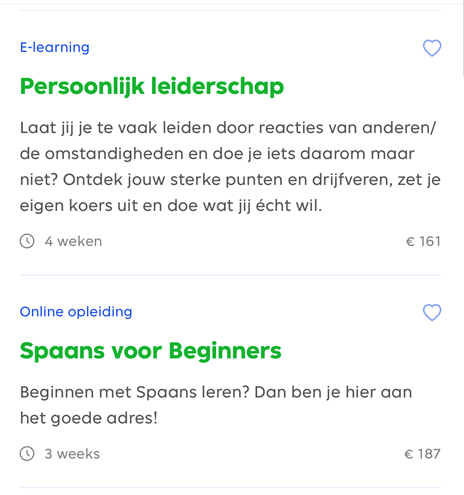 E-learning
Persoonlijk leiderschap
Laat jij je te vaak leiden door reacties van anderen/
de omstandigheden en doe je iets daarom maar
niet? Ontdek jouw sterke punten en drijfveren, zet je
eigen koers uit en doe wat jij écht wil.
4 weken € 161
Online opleiding
Spaans voor Beginners
Beginnen met Spaans leren? Dan ben je hier aan
het goede adres!
3 weeks € 187